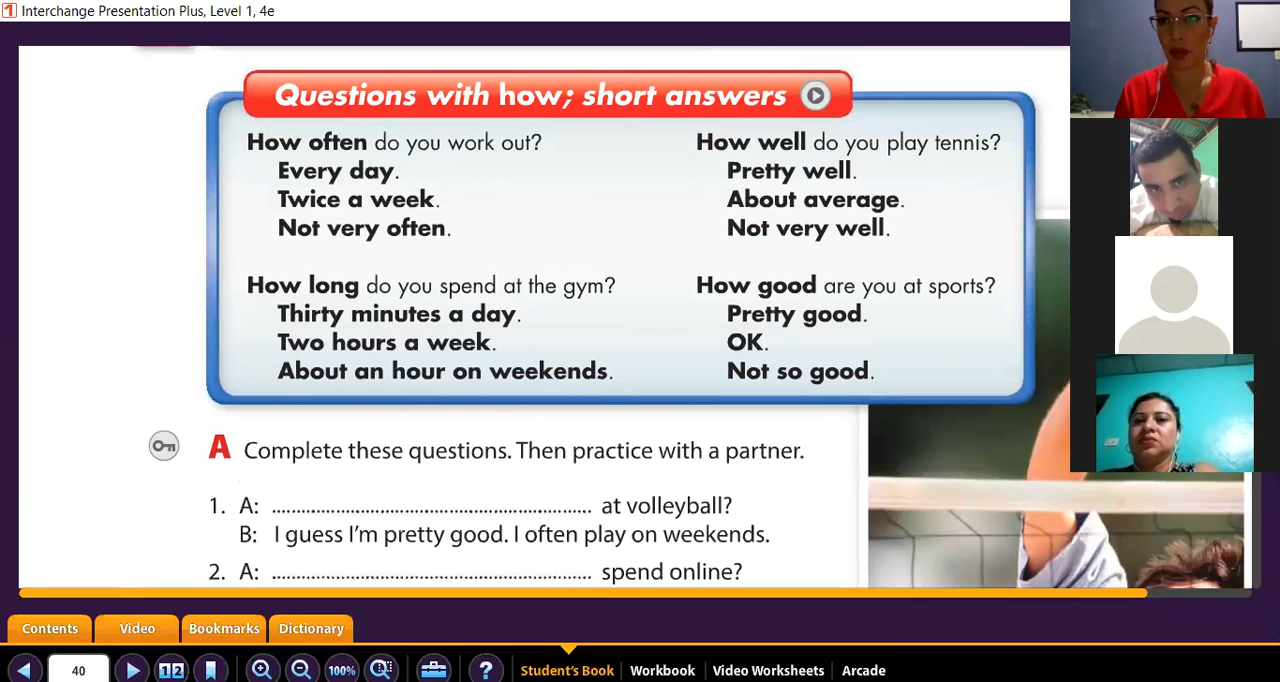 Interchange Presentation Plus, Level 1, 4e
Questions with how; short answers
How often do you work out?
Every day.
Twice a week.
Not very often.
How well do you play tennis?
Pretty well.
About average.
Not very well.
How long do you spend at the gym?
Thirty minutes a day.
Two hours a week.
About an hour on weekends.
How good are you at sports?
Pretty good.
OK.
Not so good.
A Complete these questions. Then practice with a partner.
1. A: ........................................................ at volleyball?
B: I guess I'm pretty good. I often play on weekends.
2. A: ........................................................ spend online?
Contents Video Bookmarks Dictionary
40 1 2 100% ? Student's Book Workbook Video Worksheets Arcade